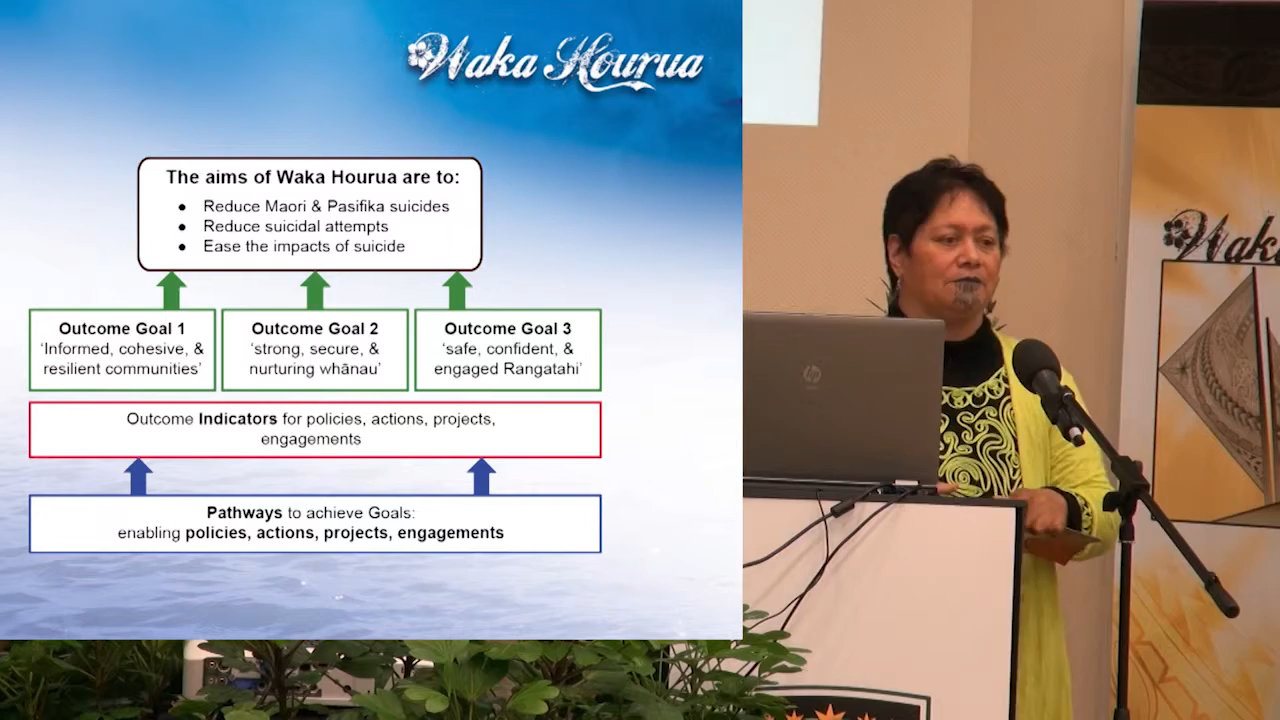 Waka Hourua
The aims of Waka Hourua are to:
● Reduce Maori & Pasifika suicides
● Reduce suicidal attempts
● Ease the impacts of suicide
Outcome Goal 1
‘Informed, cohesive, &
resilient communities’
Outcome Goal 2
‘strong, secure, &
nurturing whānau’
Outcome Goal 3
‘safe, confident, &
engaged Rangatahi’
Outcome Indicators for policies, actions, projects,
engagements
Pathways to achieve Goals:
enabling policies, actions, projects, engagements
hp
Wak